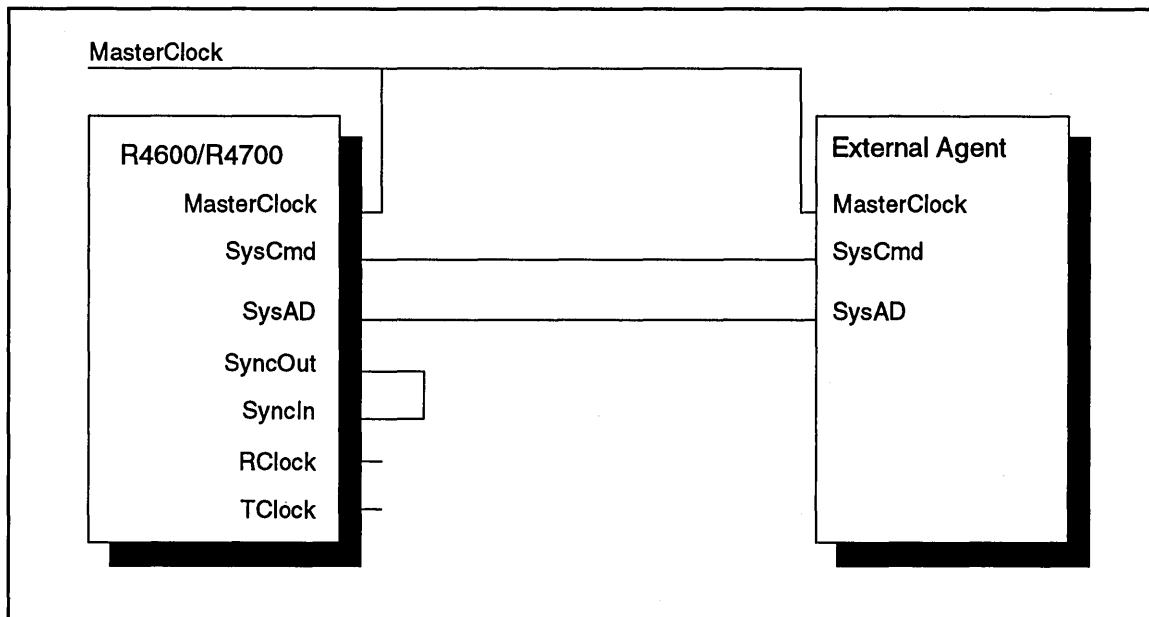 MasterClock
R4600/R4700
MasterClock
SysCmd
SysAD
SyncOut
SyncIn
RClock
TClock
External Agent
MasterClock
SysCmd
SysAD